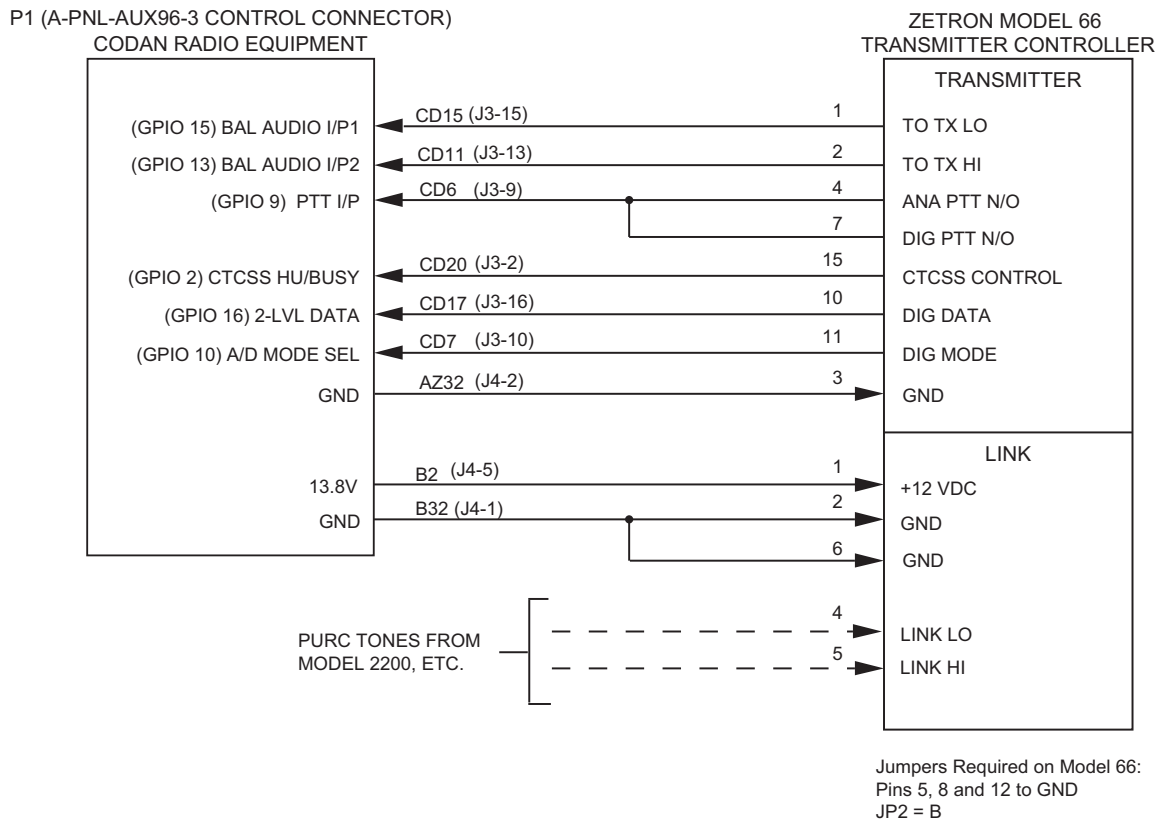 P1 (A-PNL-AUX96-3 CONTROL CONNECTOR)
CODAN RADIO EQUIPMENT
ZETRON MODEL 66
TRANSMITTER CONTROLLER
TRANSMITTER
(GPIO 15) BAL AUDIO I/P1 CD15 (J3-15) 1 TO TX LO
(GPIO 13) BAL AUDIO I/P2 CD11 (J3-13) 2 TO TX HI
(GPIO 9) PTT I/P CD6 (J3-9) 4 ANA PTT N/O
7 DIG PTT N/O
(GPIO 2) CTCSS HU/BUSY CD20 (J3-2) 15 CTCSS CONTROL
(GPIO 16) 2-LVL DATA CD17 (J3-16) 10 DIG DATA
(GPIO 10) A/D MODE SEL CD7 (J3-10) 11 DIG MODE
GND AZ32 (J4-2) 3 GND
LINK
13.8V B2 (J4-5) 1 +12 VDC
GND B32 (J4-1) 2 GND
6 GND
PURC TONES FROM
MODEL 2200, ETC.
4 LINK LO
5 LINK HI
Jumpers Required on Model 66:
Pins 5, 8 and 12 to GND
JP2 = B